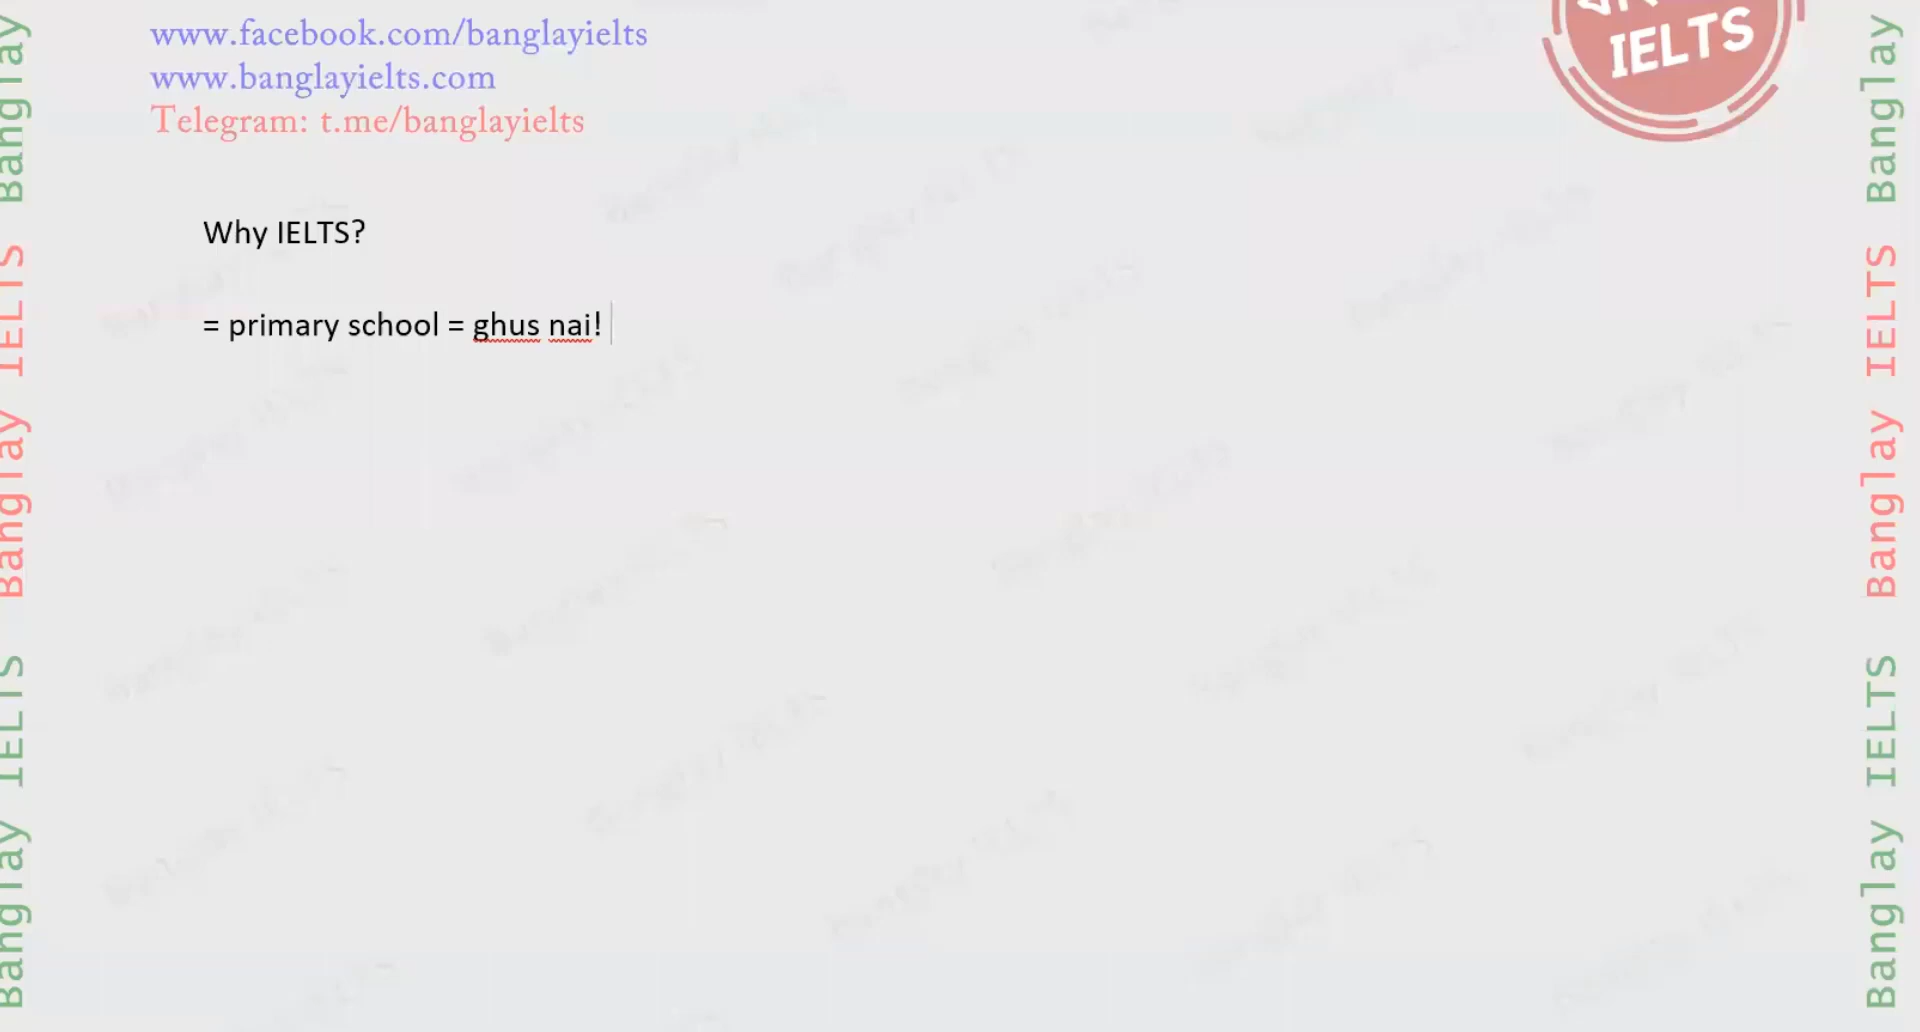 www.facebook.com/banglayielts
www.banglayielts.com
Telegram: t.me/banglayielts
IELTS
Why IELTS?
= primary school = ghus nai!
Banglay IELTS Banglay IELTS Banglay
Banglay IELTS Banglay IELTS Banglay